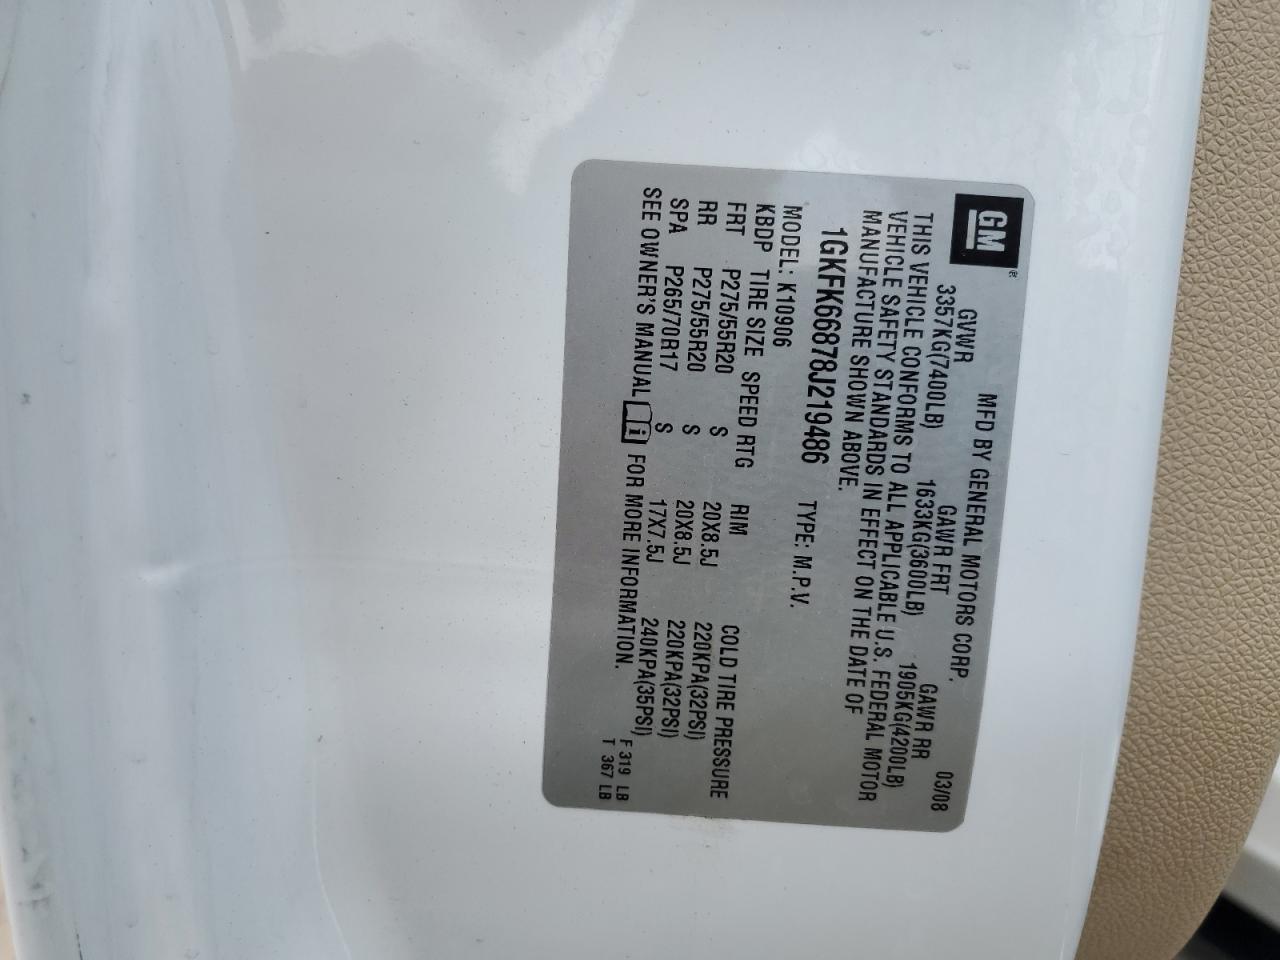 GM®
MFD BY GENERAL MOTORS CORP. 03/08
GVWR GAWR FRT GAWR RR
3357KG(7400LB) 1633KG(3600LB) 1905KG(4200LB)
THIS VEHICLE CONFORMS TO ALL APPLICABLE U.S. FEDERAL MOTOR
VEHICLE SAFETY STANDARDS IN EFFECT ON THE DATE OF
MANUFACTURE SHOWN ABOVE.
1GKFK66878J219486 TYPE: M.P.V.
MODEL: K10906
KBDP TIRE SIZE SPEED RTG RIM COLD TIRE PRESSURE
FRT P275/55R20 S 20X8.5J 220KPA(32PSI)
RR P275/55R20 S 20X8.5J 220KPA(32PSI)
SPA P265/70R17 S 17X7.5J 240KPA(35PSI)
SEE OWNER'S MANUAL i FOR MORE INFORMATION.
F 319 LB
T 367 LB